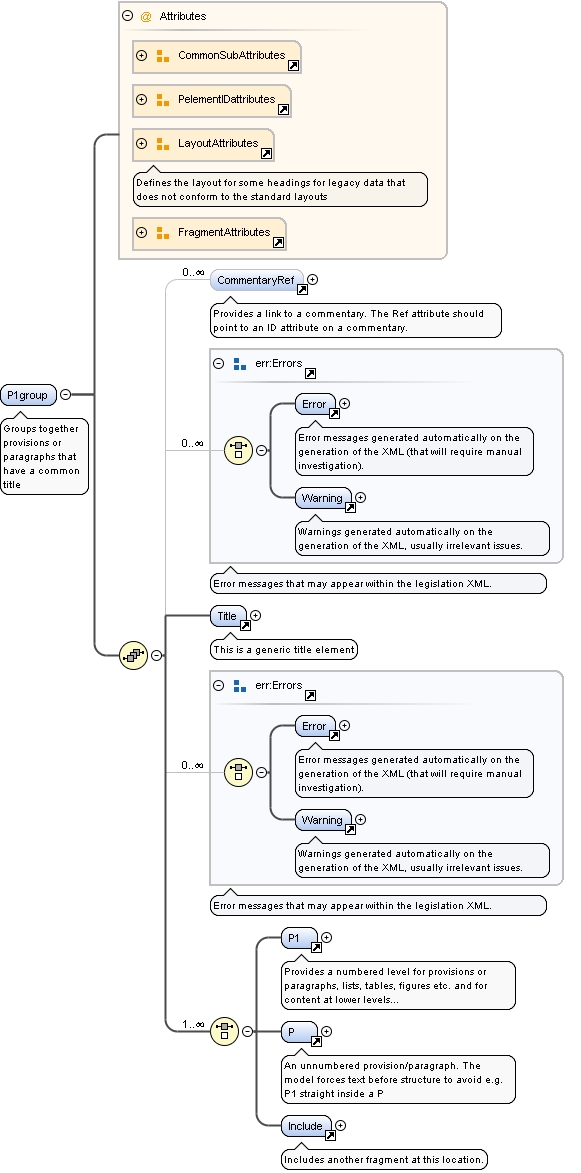 @ Attributes
CommonSubAttributes
PelementIDattributes
LayoutAttributes
Defines the layout for some headings for legacy data that
does not conform to the standard layouts
FragmentAttributes
0..∞
CommentaryRef
Provides a link to a commentary. The Ref attribute should
point to an ID attribute on a commentary.
err:Errors
P1group
Groups together
provisions or
paragraphs that
have a common
title
0..∞
Error
Error messages generated automatically on the
generation of the XML (that will require manual
investigation).
Warning
Warnings generated automatically on the
generation of the XML, usually irrelevant issues.
Error messages that may appear within the legislation XML.
Title
This is a generic title element
err:Errors
0..∞
Error
Error messages generated automatically on the
generation of the XML (that will require manual
investigation).
Warning
Warnings generated automatically on the
generation of the XML, usually irrelevant issues.
Error messages that may appear within the legislation XML.
1..∞
P1
Provides a numbered level for provisions or
paragraphs, lists, tables, figures etc. and for
content at lower levels...
P
An unnumbered provision/paragraph. The
model forces text before structure to avoid e.g.
P1 straight inside a P
Include
Includes another fragment at this location.